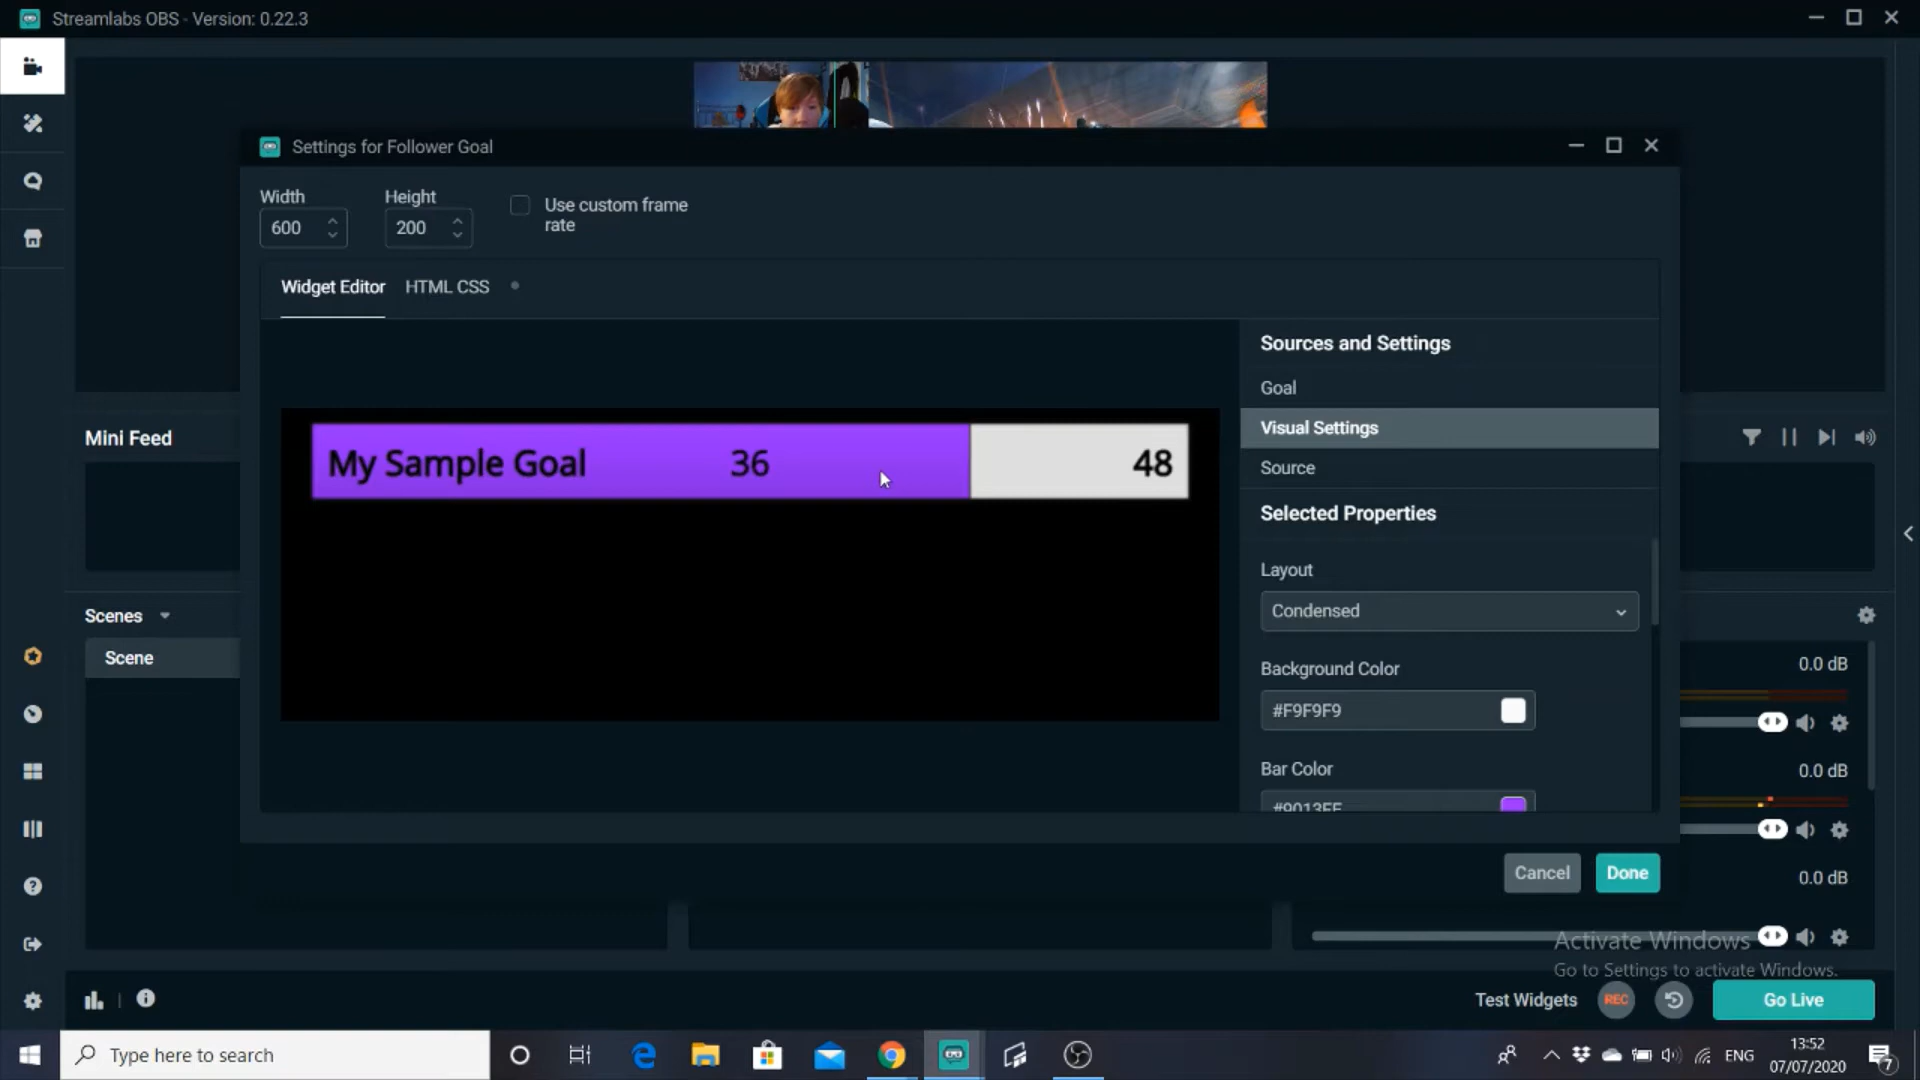 Streamlabs OBS - Version: 0.22.3
Settings for Follower Goal
Width
Height
600
200
Use custom frame
rate
Widget Editor
HTML CSS
My Sample Goal
36
48
Sources and Settings
Goal
Visual Settings
Source
Selected Properties
Layout
Condensed
Background Color
#F9F9F9
Bar Color
#9013FE
Cancel
Done
Mini Feed
Scenes
Scene
0.0 dB
0.0 dB
0.0 dB
Activate Windows
Go to Settings to activate Windows.
Test Widgets
REC
Go Live
Type here to search
ENG
13:52
07/07/2020
7